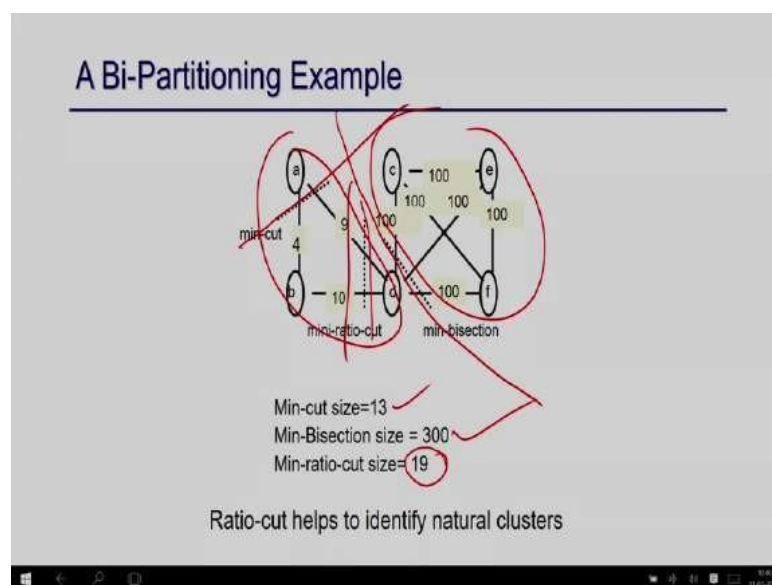 A Bi-Partitioning Example
a
c
100
e
100
100
min-cut
9
100
100
4
b
10
d
100
f
mini-ratio-cut
min-bisection
Min-cut size=13
Min-Bisection size = 300
Min-ratio-cut size= 19
Ratio-cut helps to identify natural clusters